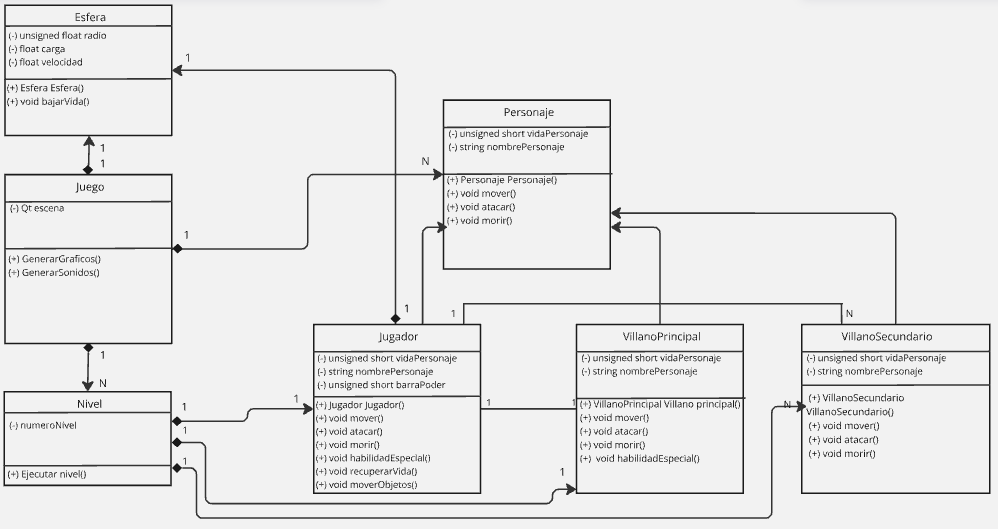 Esfera
(-) unsigned float radio
(-) float carga
(-) float velocidad
(+) Esfera Esfera()
(+) void bajarVida()
1
1
1
Juego
(-) Qt escena
(+) GenerarGraficos()
(+) GenerarSonidos()
1
N
1
N
Personaje
(-) unsigned short vidaPersonaje
(-) string nombrePersonaje
(+) Personaje Personaje()
(+) void mover()
(+) void atacar()
(+) void morir()
1
1
N
Nivel
(-) numeroNivel
(+) Ejecutar nivel()
1
1
1
1
Jugador
(-) unsigned short vidaPersonaje
(-) string nombrePersonaje
(-) unsigned short barraPoder
(+) Jugador Jugador()
(+) void mover()
(+) void atacar()
(+) void morir()
(+) void habilidadEspecial()
(+) void recuperarVida()
(+) void moverObjetos()
1
1
1
VillanoPrincipal
(-) unsigned short vidaPersonaje
(-) string nombrePersonaje
(+) VillanoPrincipal Villano principal()
(+) void mover()
(+) void atacar()
(+) void morir()
(+) void habilidadEspecial()
N
VillanoSecundario
(-) unsigned short vidaPersonaje
(-) string nombrePersonaje
(+) VillanoSecundario
VillanoSecundario()
(+) void mover()
(+) void atacar()
(+) void morir()